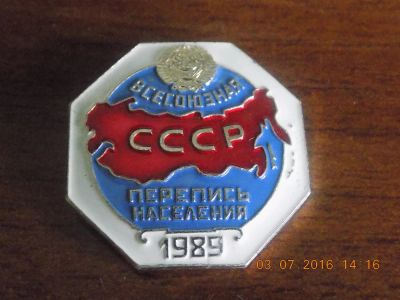 ВСЕСОЮЗНАЯ
СССР
ПЕРЕПИСЬ
НАСЕЛЕНИЯ
1989
03 07 2016 14 16